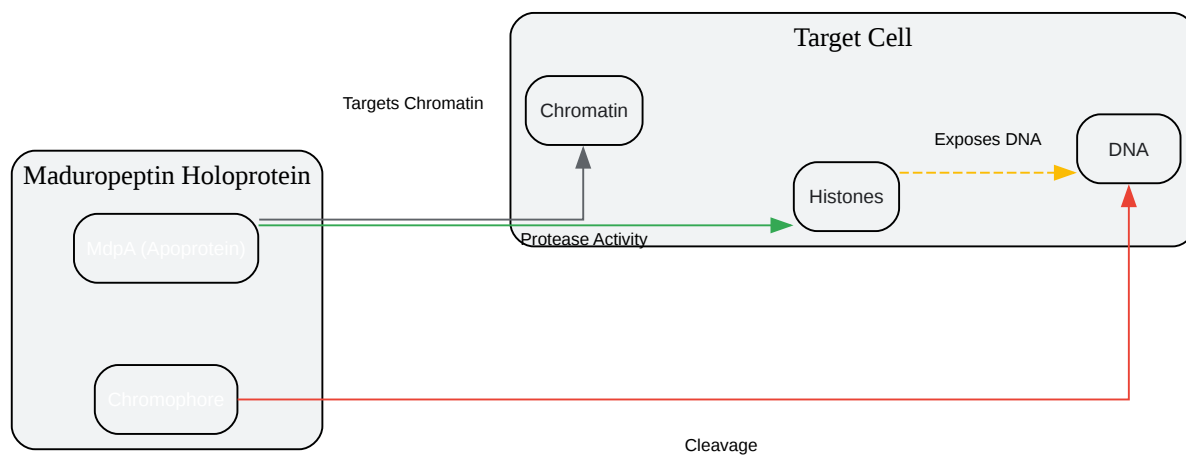 Target Cell
Targets Chromatin
Chromatin
Exposes DNA
DNA
Maduropeptin Holoprotein
Histones
MdpA (Apoprotein)
Protease Activity
Chromophore
Cleavage